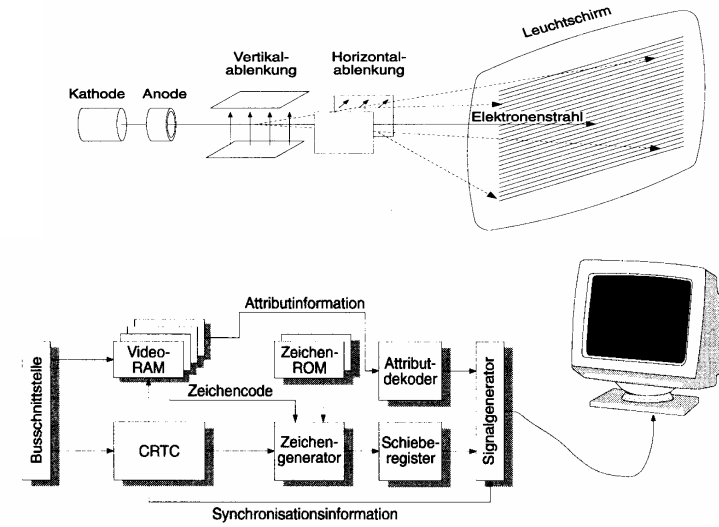 Leuchtschirm
Vertikal-
ablenkung
Horizontal-
ablenkung
Kathode
Anode
Elektronenstrahl
Attributinformation
Busschnittstelle
Video-
RAM
Zeichen-
ROM
Attribut-
dekoder
Signalgenerator
Zeichencode
CRTC
Zeichen-
generator
Schiebe-
register
Synchronisationsinformation